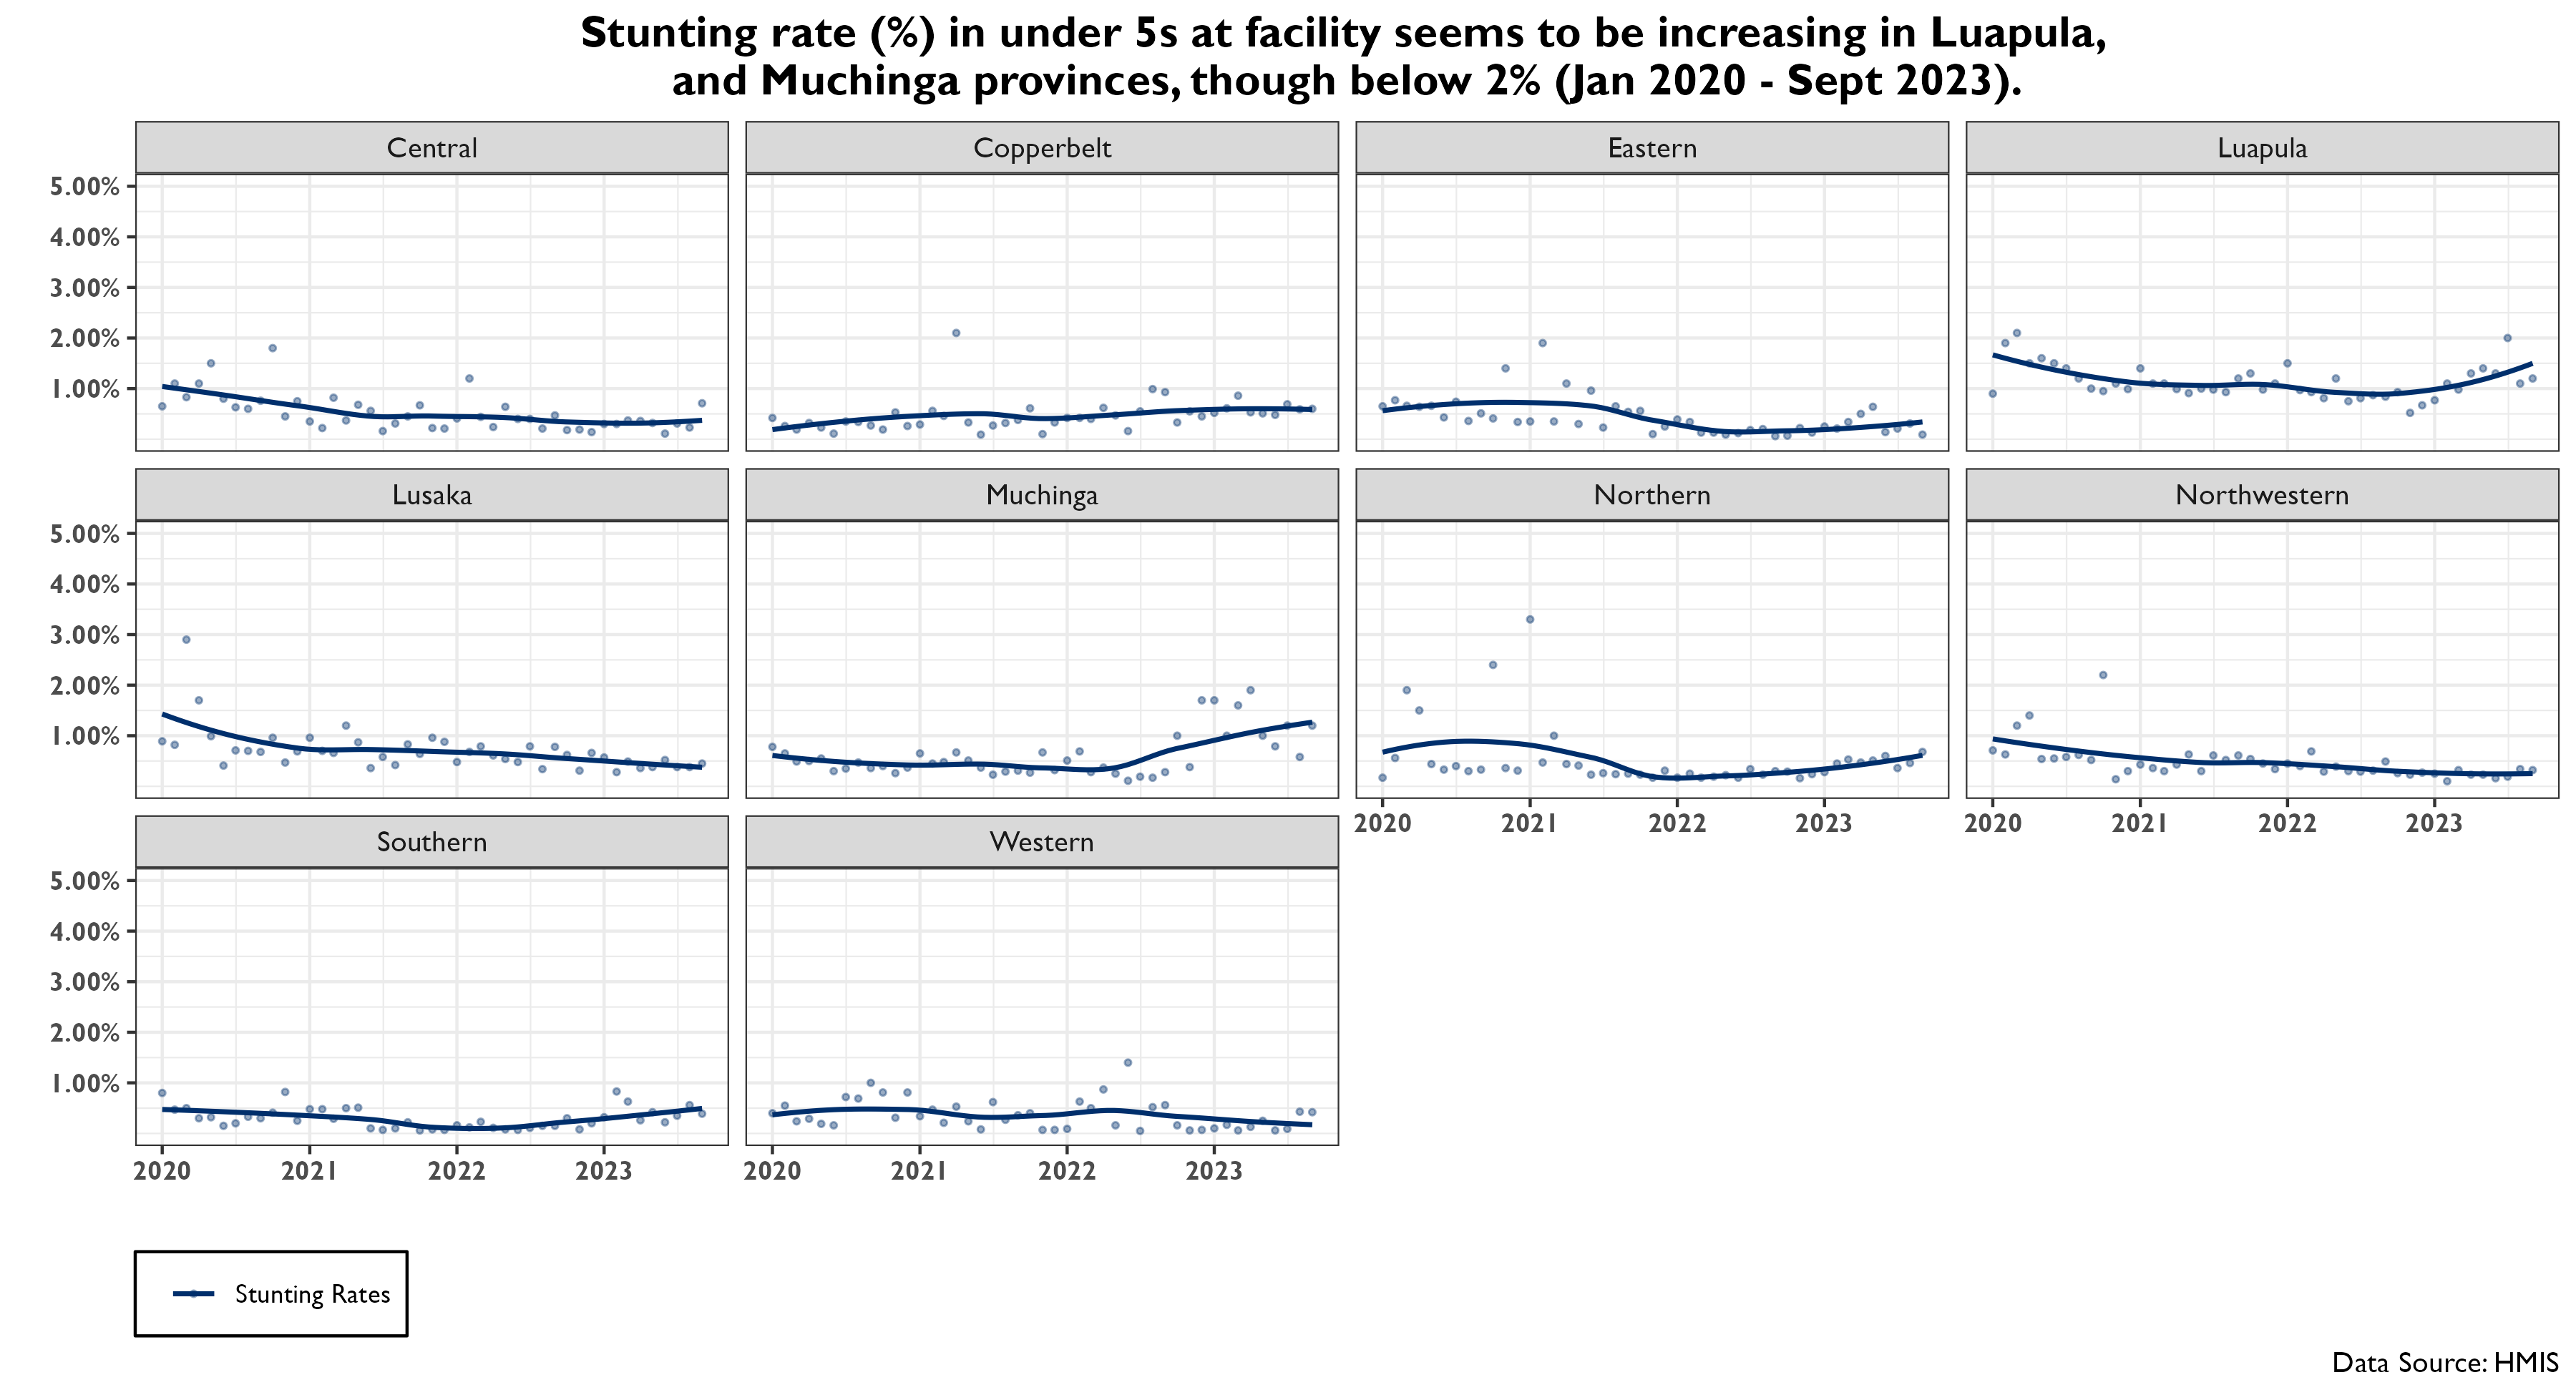 Stunting rate (%) in under 5s at facility seems to be increasing in Luapula,
and Muchinga provinces, though below 2% (Jan 2020 - Sept 2023).
Central
Copperbelt
Eastern
Luapula
5.00%
4.00%
3.00%
2.00%
1.00%
Lusaka
Muchinga
Northern
Northwestern
5.00%
4.00%
3.00%
2.00%
1.00%
2020 2021 2022 2023
2020 2021 2022 2023
Southern
Western
5.00%
4.00%
3.00%
2.00%
1.00%
2020 2021 2022 2023
2020 2021 2022 2023
Stunting Rates
Data Source: HMIS